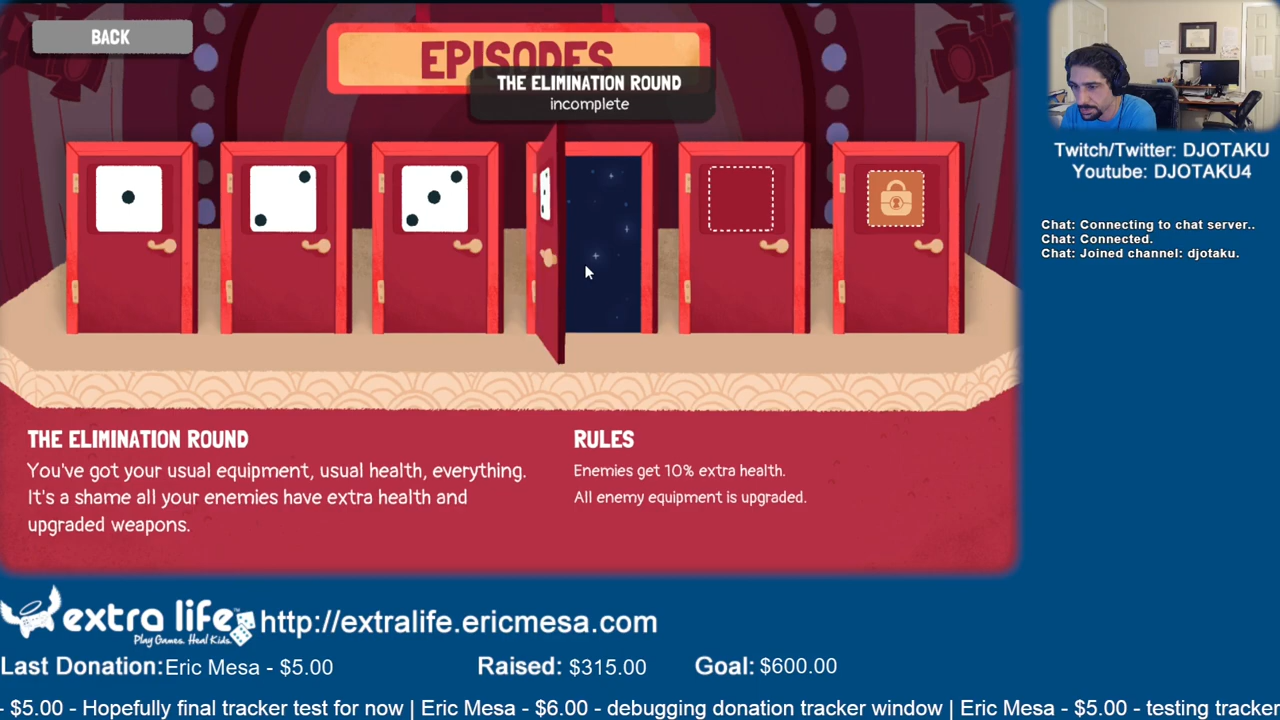 BACK
EPISODES
THE ELIMINATION ROUND
incomplete
Twitch/Twitter: DJOTAKU
Youtube: DJOTAKU4
Chat: Connecting to chat server..
Chat: Connected.
Chat: Joined channel: djotaku.
THE ELIMINATION ROUND
You've got your usual equipment, usual health, everything.
It's a shame all your enemies have extra health and
upgraded weapons.
RULES
Enemies get 10% extra health.
All enemy equipment is upgraded.
extra life
Play Games. Heal Kids.
http://extralife.ericmesa.com
Last Donation: Eric Mesa - $5.00 Raised: $315.00 Goal: $600.00
- $5.00 - Hopefully final tracker test for now | Eric Mesa - $6.00 - debugging donation tracker window | Eric Mesa - $5.00 - testing tracker